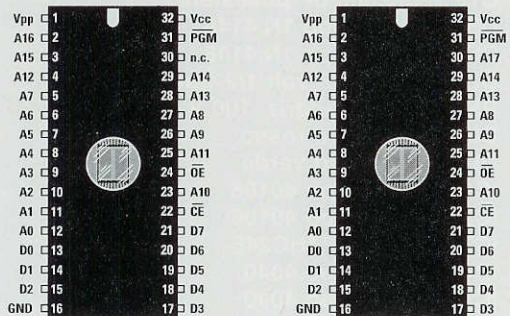 Vpp 1 32 Vcc Vpp 1 32 Vcc
A16 2 31 PGM A16 2 31 PGM
A15 3 30 n.c. A15 3 30 A17
A12 4 29 A14 A12 4 29 A14
A7 5 28 A13 A7 5 28 A13
A6 6 27 A8 A6 6 27 A8
A5 7 26 A9 A5 7 26 A9
A4 8 25 A11 A4 8 25 A11
A3 9 24 OE A3 9 24 OE
A2 10 23 A10 A2 10 23 A10
A1 11 22 CE A1 11 22 CE
A0 12 21 D7 A0 12 21 D7
D0 13 20 D6 D0 13 20 D6
D1 14 19 D5 D1 14 19 D5
D2 15 18 D4 D2 15 18 D4
GND 16 17 D3 GND 16 17 D3